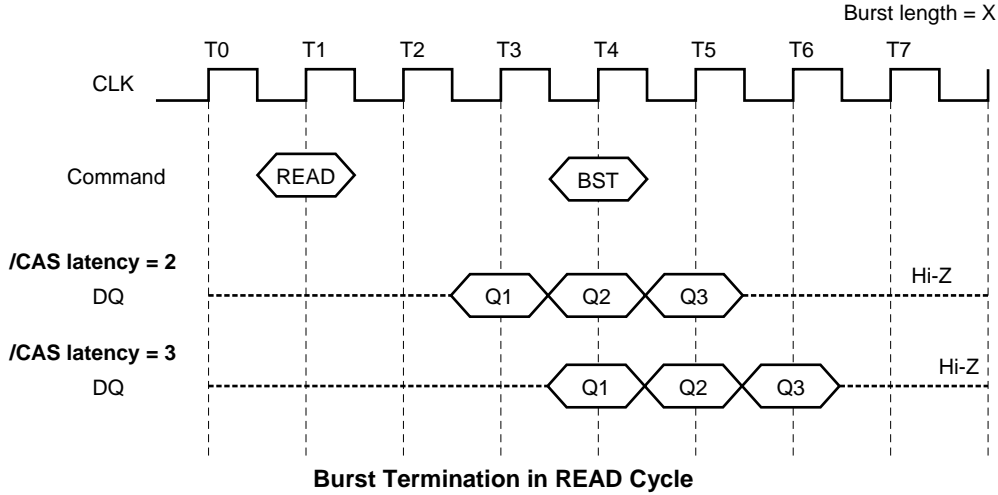 Burst length = X
T0 T1 T2 T3 T4 T5 T6 T7
CLK
Command READ BST
/CAS latency = 2
Hi-Z
DQ Q1 Q2 Q3
/CAS latency = 3
Hi-Z
DQ Q1 Q2 Q3
Burst Termination in READ Cycle